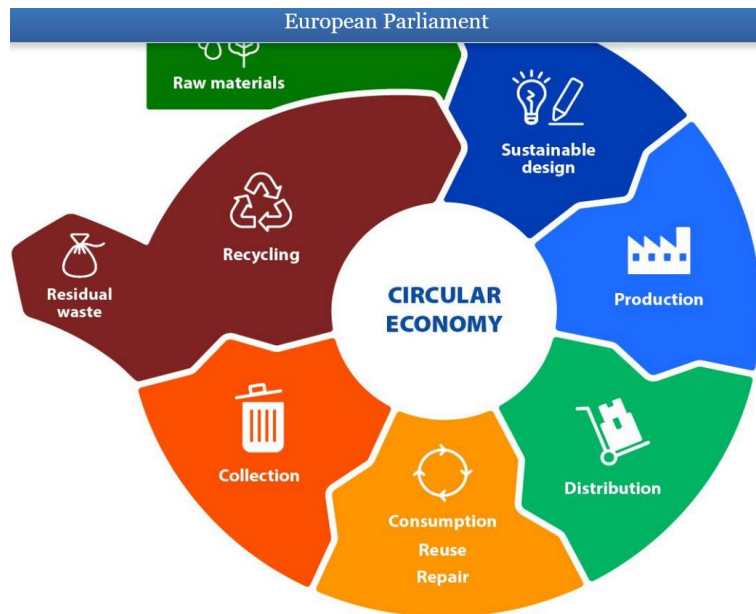 European Parliament
Raw materials
Sustainable
design
Production
Distribution
Consumption
Reuse
Repair
Collection
Recycling
Residual
waste
CIRCULAR
ECONOMY